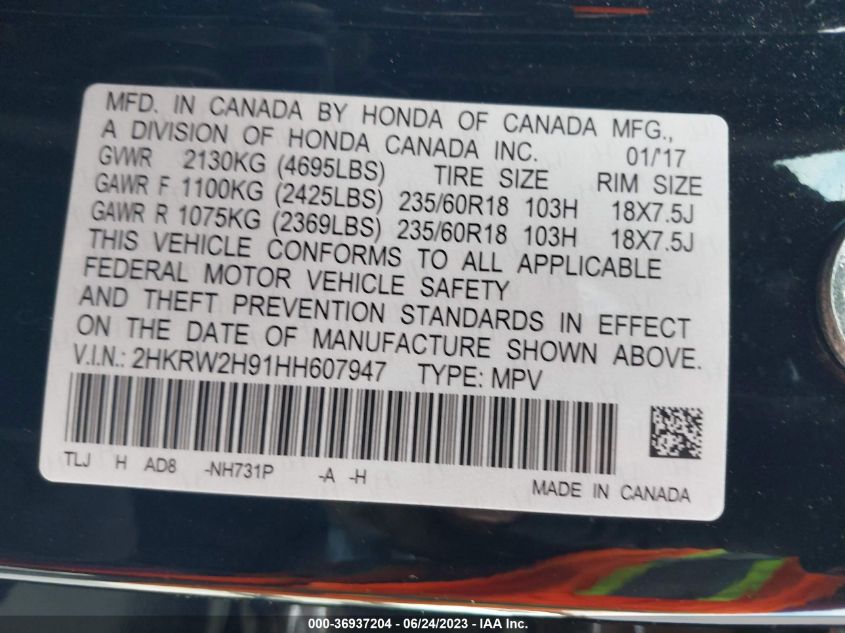 MFD. IN CANADA BY HONDA OF CANADA MFG.,
A DIVISION OF HONDA CANADA INC. 01/'17
GVWR 2130KG (4695LBS) TIRE SIZE RIM SIZE
GAWR F 1100KG (2425LBS) 235/60R18 103H 18X7.5J
GAWR R 1075KG (2369LBS) 235/60R18 103H 18X7.5J
THIS VEHICLE CONFORMS TO ALL APPLICABLE
FEDERAL MOTOR VEHICLE SAFETY
AND THEFT PREVENTION STANDARDS IN EFFECT
ON THE DATE OF MANUFACTURE SHOWN ABOVE.
V.I.N.: 2HKRW2H91HH607947 TYPE: MPV
TLJ H AD8 -NH731P -A -H
MADE IN CANADA
000-36937204 - 06/24/2023 - IAA, Inc.